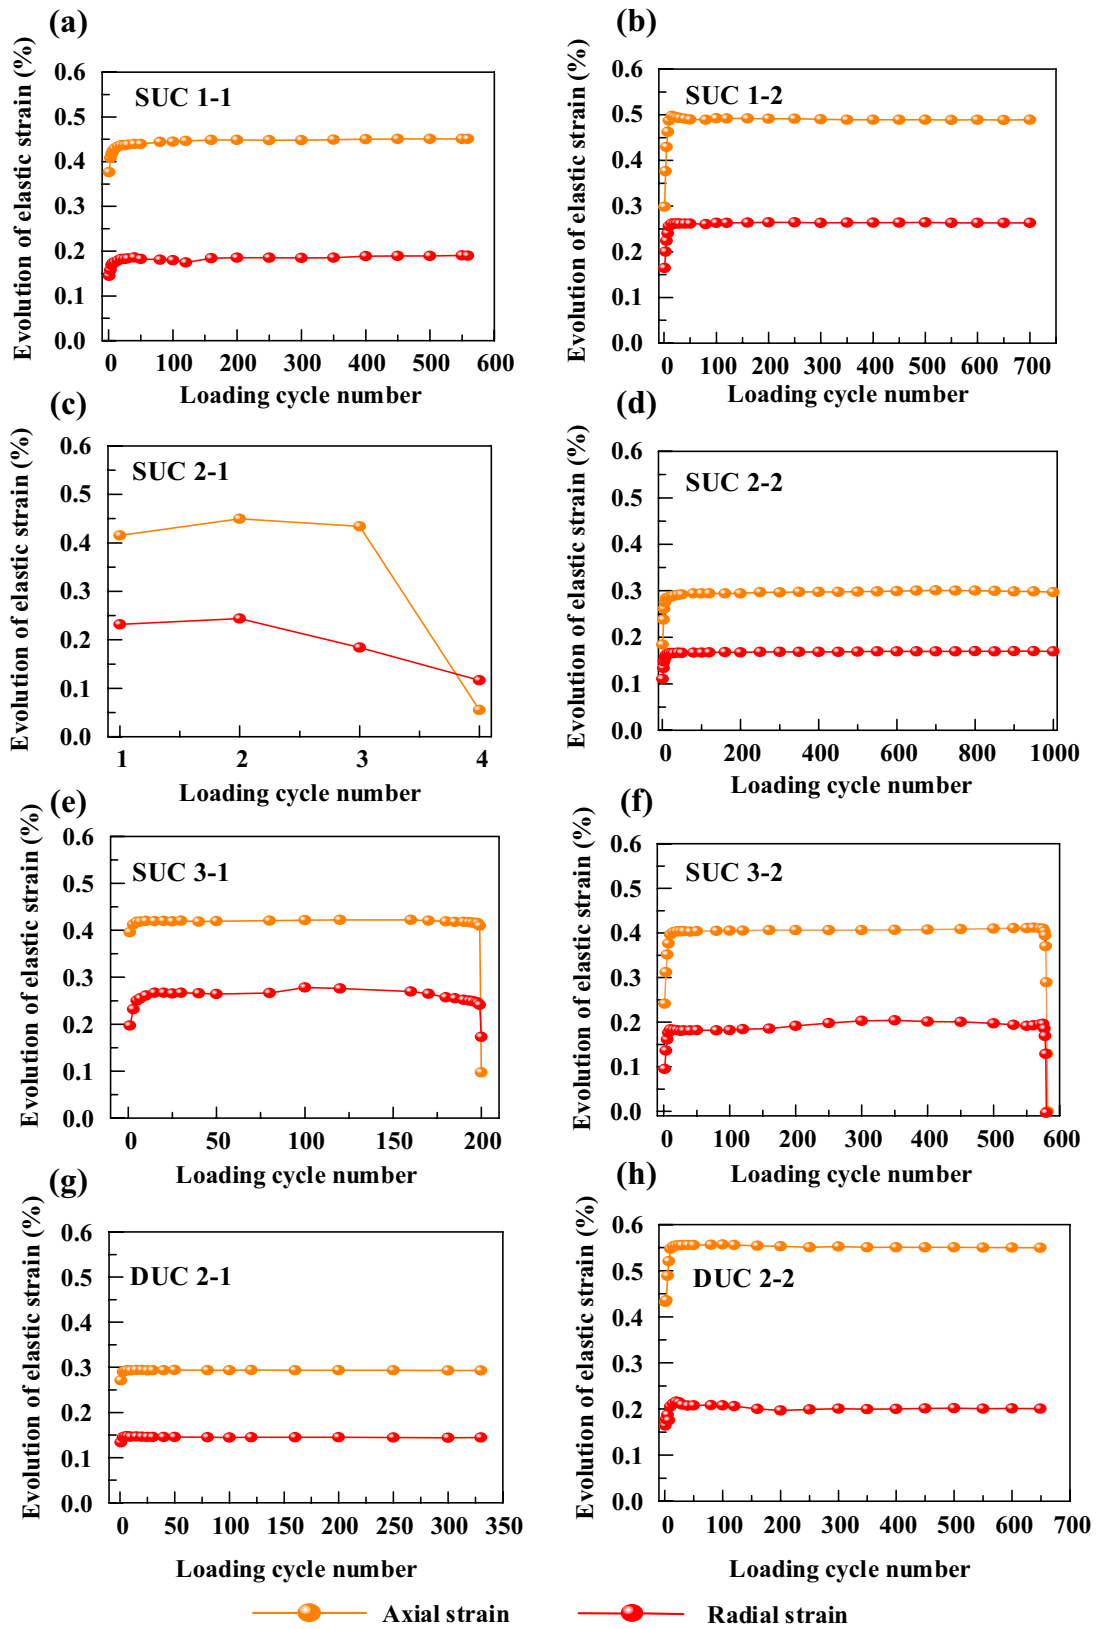 (a)
Evolution of elastic strain (%)
0.6
0.5
0.4
0.3
0.2
0.1
0.0
SUC 1-1
0 100 200 300 400 500 600
Loading cycle number
(b)
Evolution of elastic strain (%)
0.6
0.5
0.4
0.3
0.2
0.1
0.0
SUC 1-2
0 100 200 300 400 500 600 700
Loading cycle number
(c)
Evolution of elastic strain (%)
0.6
0.5
0.4
0.3
0.2
0.1
0.0
SUC 2-1
1 2 3 4
Loading cycle number
(d)
Evolution of elastic strain (%)
0.6
0.5
0.4
0.3
0.2
0.1
0.0
SUC 2-2
0 200 400 600 800 1000
Loading cycle number
(e)
Evolution of elastic strain (%)
0.6
0.5
0.4
0.3
0.2
0.1
0.0
SUC 3-1
0 50 100 150 200
Loading cycle number
(f)
Evolution of elastic strain (%)
0.6
0.5
0.4
0.3
0.2
0.1
0.0
SUC 3-2
0 100 200 300 400 500 600
Loading cycle number
(g)
Evolution of elastic strain (%)
0.6
0.5
0.4
0.3
0.2
0.1
0.0
DUC 2-1
0 50 100 150 200 250 300 350
Loading cycle number
(h)
Evolution of elastic strain (%)
0.6
0.5
0.4
0.3
0.2
0.1
0.0
DUC 2-2
0 100 200 300 400 500 600 700
Loading cycle number
Axial strain
Radial strain